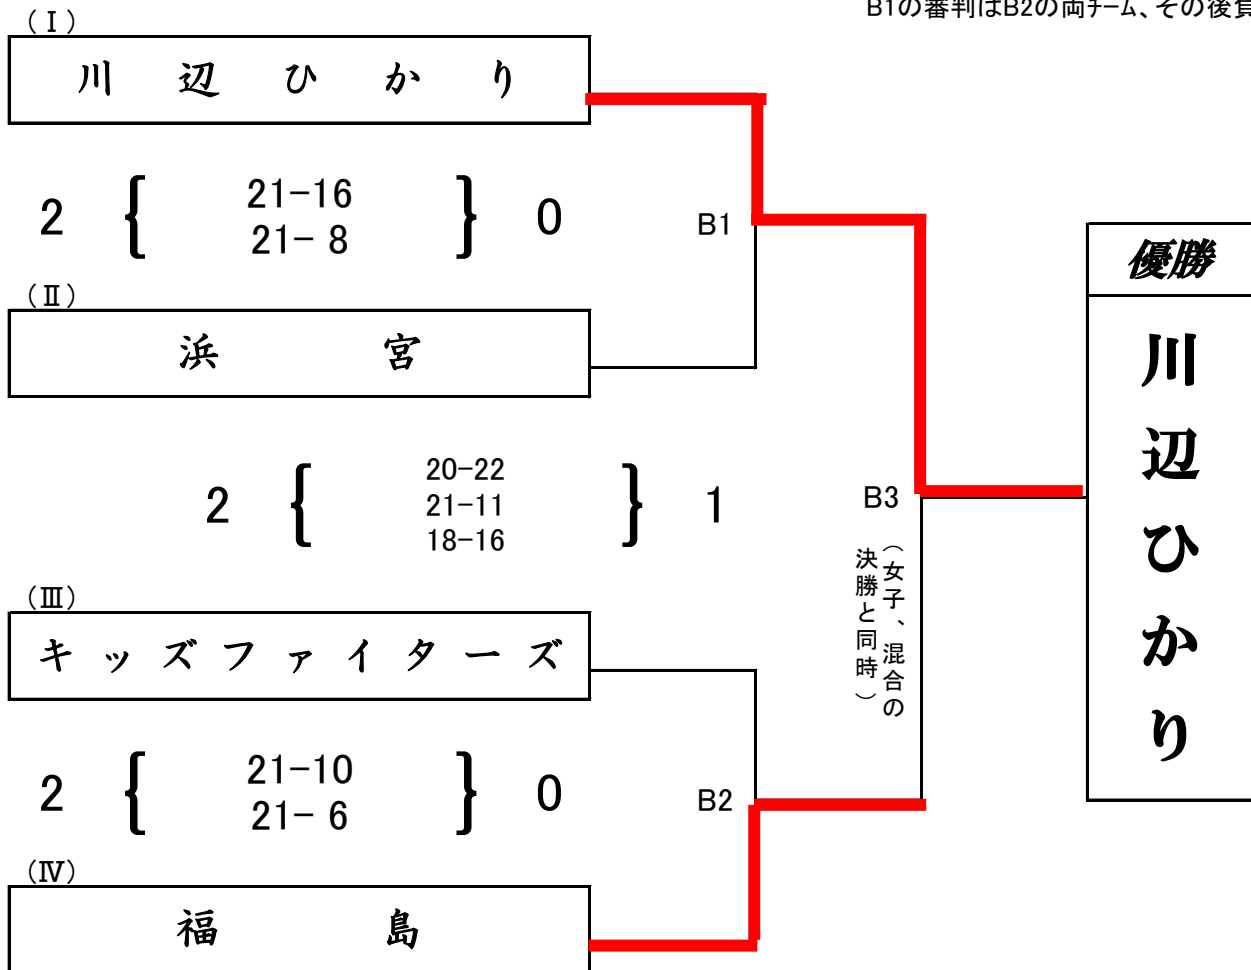 B1の審判はB2の両ﾁｰﾑ、その後負
（Ⅰ）
川辺ひかり
2 { 21-16 } 0
21- 8
B1
（Ⅱ）
浜宮
優勝
川辺ひかり
2 { 20-22 } 1
21-11
18-16
B3
（女子、混合の
決勝と同時）
（Ⅲ）
キッズファイターズ
2 { 21-10 } 0
21- 6
B2
（Ⅳ）
福島